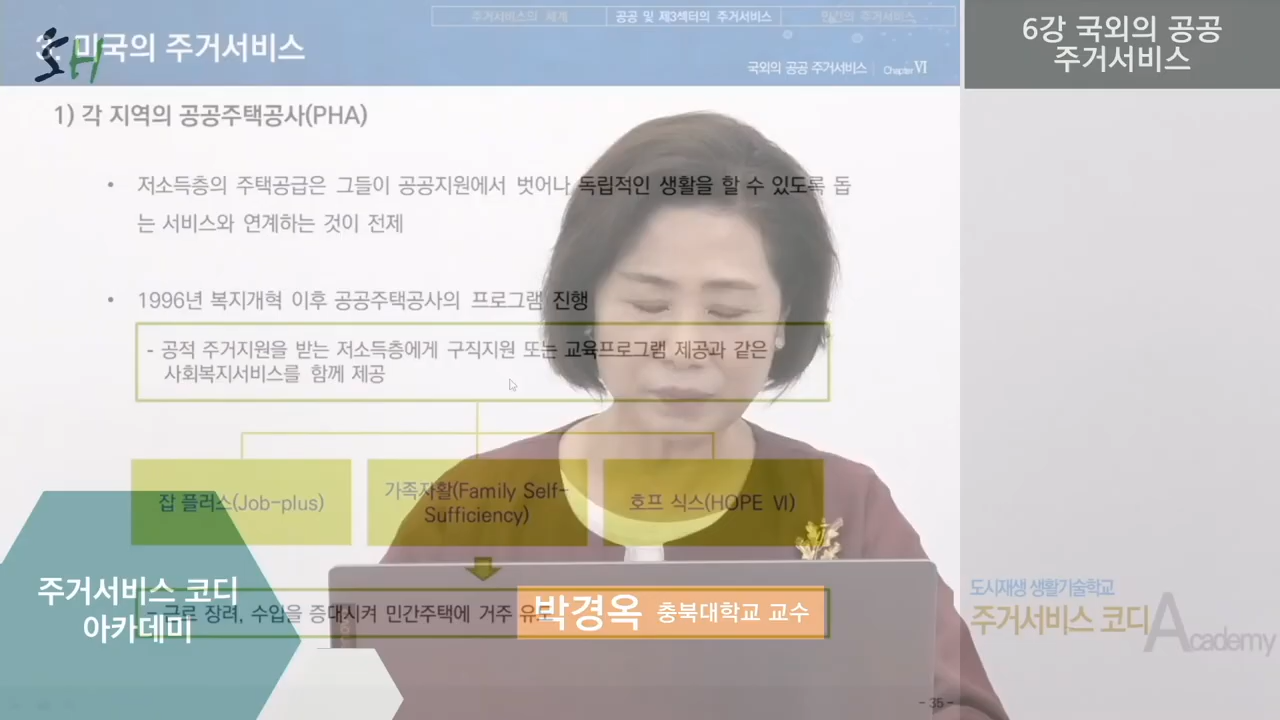 주거서비스의 체계
공공 및 제3섹터의 주거서비스
민간의 주거서비스
SH
미국의 주거서비스
국외의 공공 주거서비스 | Chapter Ⅵ
6강 국외의 공공
주거서비스
1) 각 지역의 공공주택공사(PHA)
• 저소득층의 주택공급은 그들이 공공지원에서 벗어나 독립적인 생활을 할 수 있도록 돕
는 서비스와 연계하는 것이 전제
• 1996년 복지개혁 이후 공공주택공사의 프로그램 진행
- 공적 주거지원을 받는 저소득층에게 구직지원 또는 교육프로그램 제공과 같은
사회복지서비스를 함께 제공
잡 플러스(Job-plus)
가족자활(Family Self-
Sufficiency)
호프 식스(HOPE Ⅵ)
- 근로 장려, 수입을 증대시켜 민간주택에 거주 유도
박경옥 충북대학교 교수
주거서비스 코디
아카데미
도시재생 생활기술학교
주거서비스 코디 Academy
- 35 -